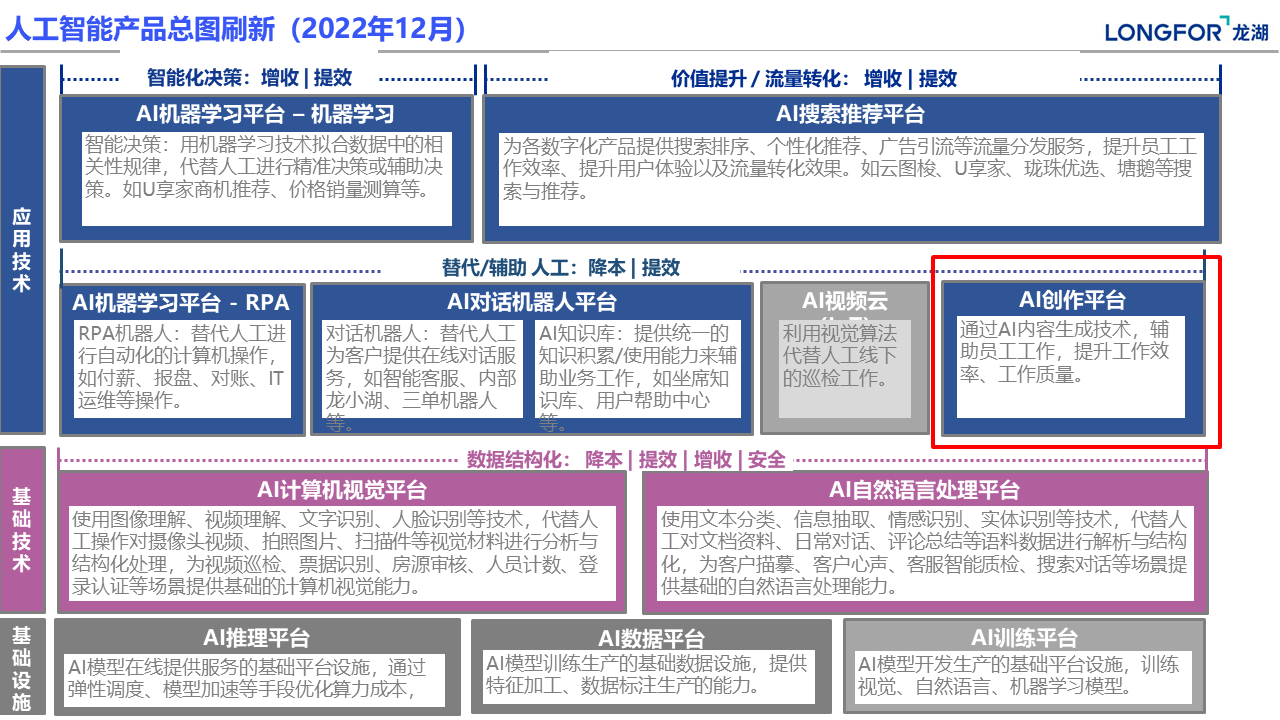 人工智能产品总图刷新（2022年12月）
LONGFOR 龙湖
应用技术
智能化决策：增收 | 提效
价值提升 / 流量转化： 增收 | 提效
AI机器学习平台 – 机器学习
智能决策：用机器学习技术拟合数据中的相
关性规律，代替人工进行精准决策或辅助决
策。如U享家商机推荐、价格销量测算等。
AI搜索推荐平台
为各数字化产品提供搜索排序、个性化推荐、广告引流等流量分发服务，提升员工工
作效率、提升用户体验以及流量转化效果。如云图梭、U享家、珑珠优选、塘鹅等搜
索与推荐。
替代/辅助 人工：降本 | 提效
AI机器学习平台 - RPA
RPA机器人：替代人工进
行自动化的计算机操作，
如付薪、报盘、对账、IT
运维等操作。
AI对话机器人平台
对话机器人：替代人工
为客户提供在线对话服
务，如智能客服、内部
龙小湖、三单机器人
等。
AI知识库：提供统一的
知识积累/使用能力来辅
助业务工作，如坐席知
识库、用户帮助中心
等。
AI视频云
利用视觉算法
代替人工线下
的巡检工作。
AI创作平台
通过AI内容生成技术，辅
助员工工作，提升工作效
率、工作质量。
基础技术
数据结构化： 降本 | 提效 | 增收 | 安全
AI计算机视觉平台
使用图像理解、视频理解、文字识别、人脸识别等技术，代替人
工操作对摄像头视频、拍照图片、扫描件等视觉材料进行分析与
结构化处理，为视频巡检、票据识别、房源审核、人员计数、登
录认证等场景提供基础的计算机视觉能力。
AI自然语言处理平台
使用文本分类、信息抽取、情感识别、实体识别等技术，代替人
工对文档资料、日常对话、评论总结等语料数据进行解析与结构
化，为客户描摹、客户心声、客服智能质检、搜索对话等场景提
供基础的自然语言处理能力。
基础设施
AI推理平台
AI模型在线提供服务的基础平台设施，通过
弹性调度、模型加速等手段优化算力成本，
AI数据平台
AI模型训练生产的基础数据设施，提供
特征加工、数据标注生产的能力。
AI训练平台
AI模型开发生产的基础平台设施，训练
视觉、自然语言、机器学习模型。